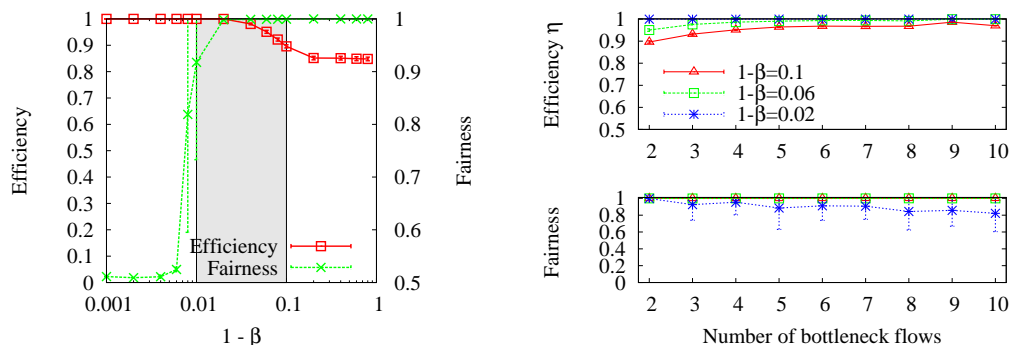 1
0.9
0.8
0.7
0.6
0.5
0.4
0.3
0.2
0.1
0
Efficiency
0.001
0.01
0.1
1
1 - β
1
0.9
0.8
0.7
0.6
0.5
Fairness
Efficiency
Fairness
1
0.9
0.8
0.7
0.6
0.5
Efficiency η
1-β=0.1
1-β=0.06
1-β=0.02
2 3 4 5 6 7 8 9 10
1
0.8
0.6
0.4
0.2
0
Fairness
2 3 4 5 6 7 8 9 10
Number of bottleneck flows